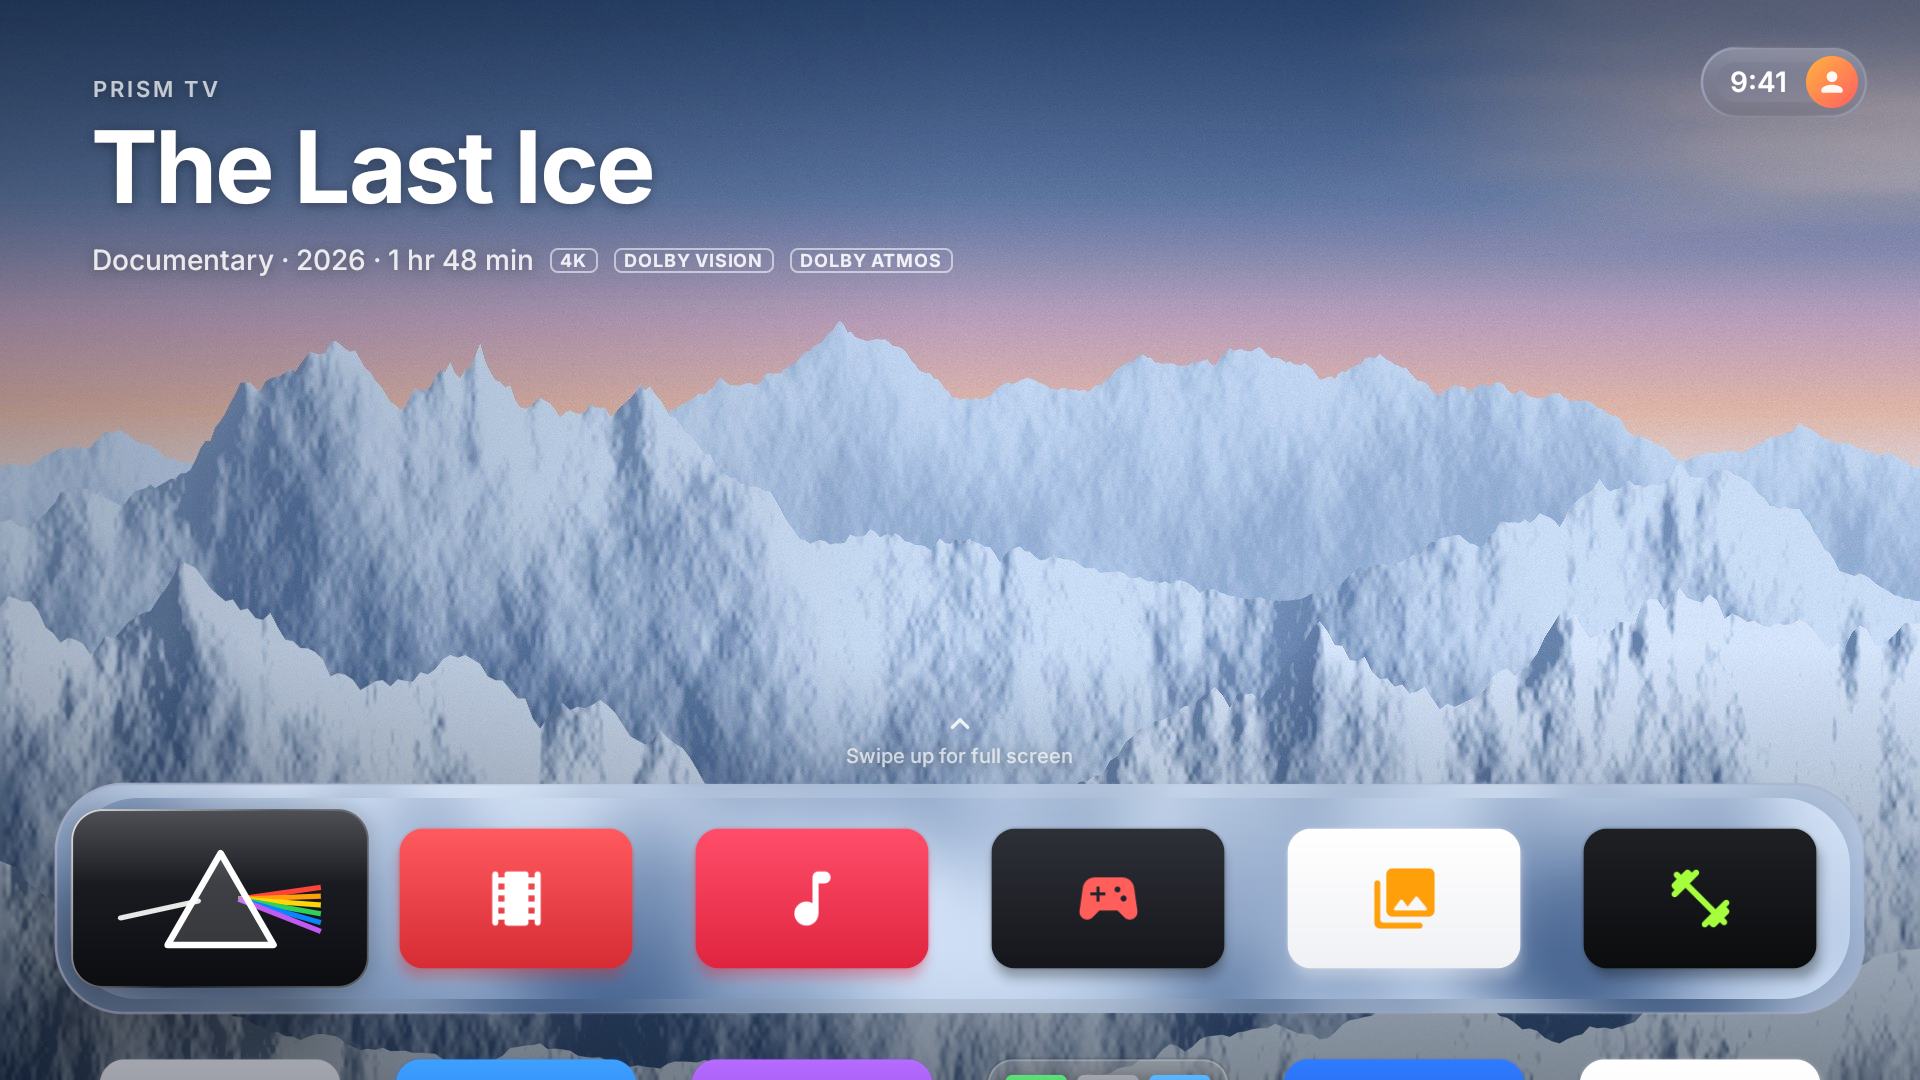 PRISM TV
9:41
The Last Ice
Documentary · 2026 · 1 hr 48 min 4K DOLBY VISION DOLBY ATMOS
Swipe up for full screen